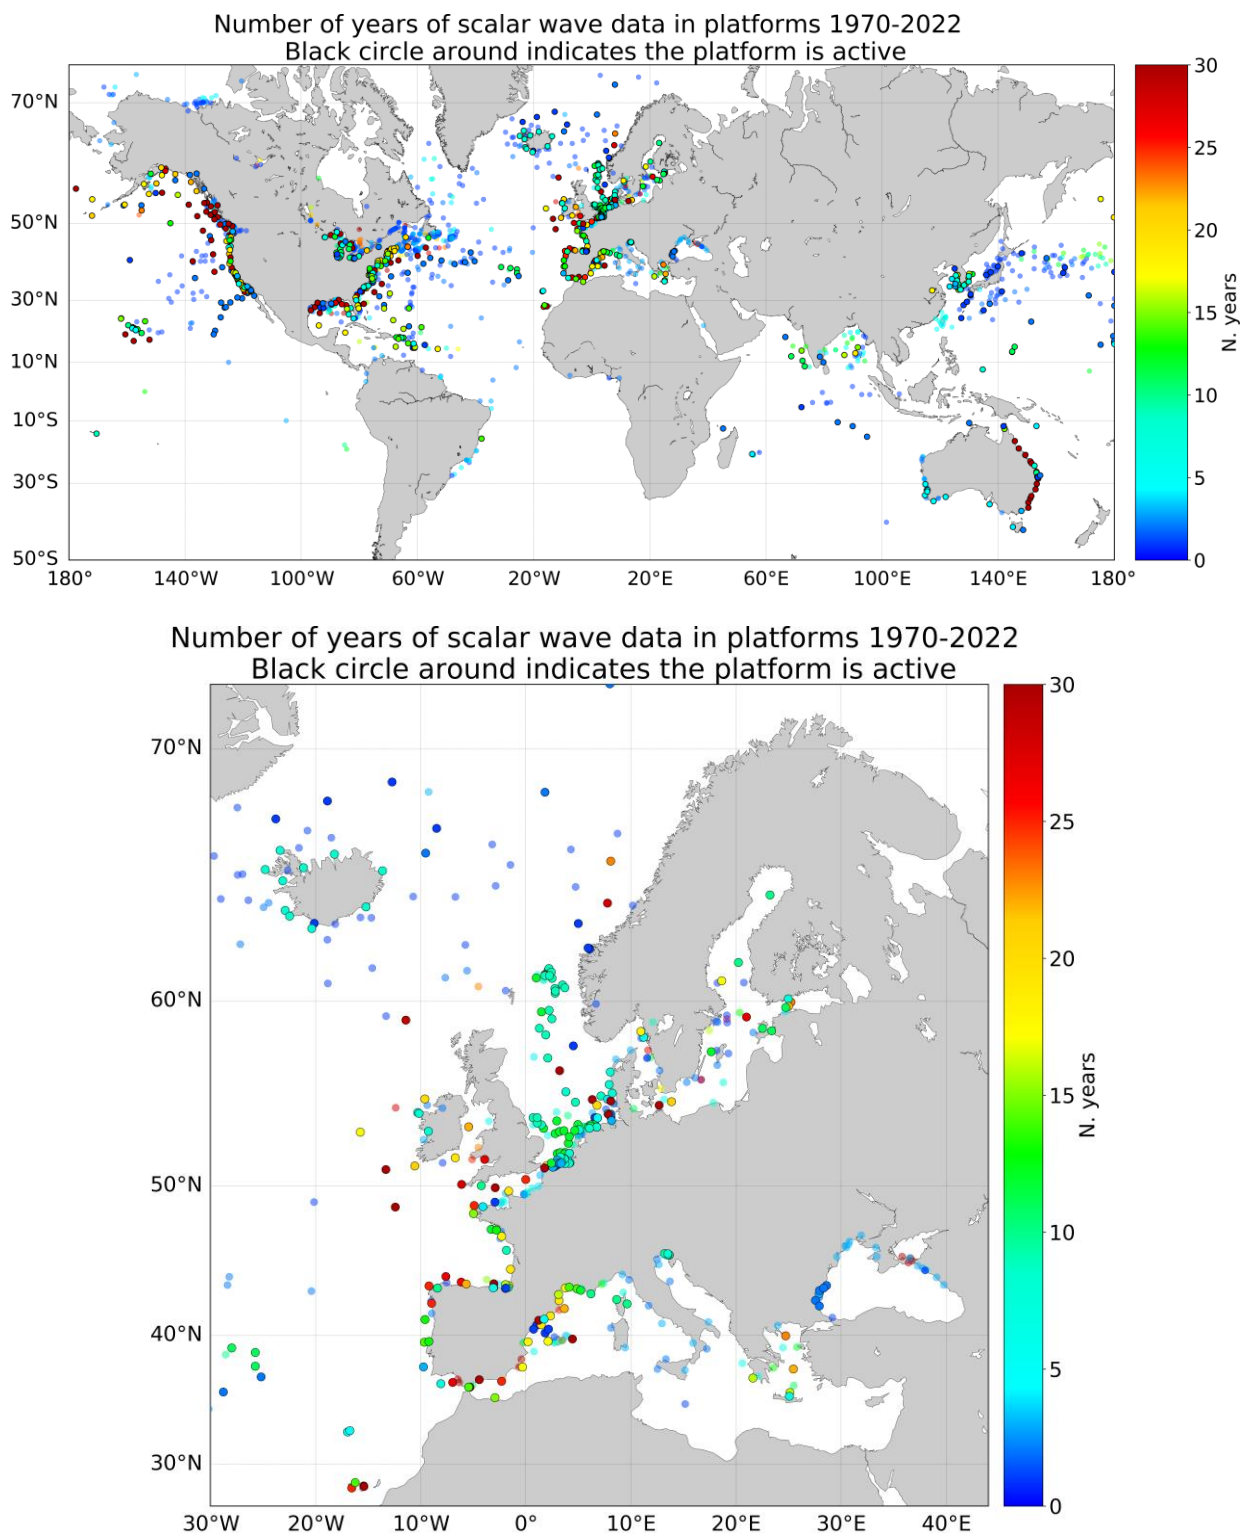 Number of years of scalar wave data in platforms 1970-2022
Black circle around indicates the platform is active
70°N
50°N
30°N
10°N
10°S
30°S
50°S
180°
140°W
100°W
60°W
20°W
20°E
60°E
100°E
140°E
180°
30
25
20
15
10
5
0
N. years
Number of years of scalar wave data in platforms 1970-2022
Black circle around indicates the platform is active
70°N
60°N
50°N
40°N
30°N
30°W
20°W
10°W
0°
10°E
20°E
30°E
40°E
30
25
20
15
10
5
0
N. years